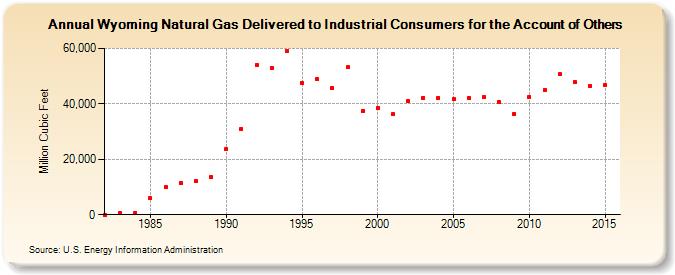 Annual Wyoming Natural Gas Delivered to Industrial Consumers for the Account of Others
Million Cubic Feet
60,000
40,000
20,000
0
1985 1990 1995 2000 2005 2010 2015
Source: U.S. Energy Information Administration